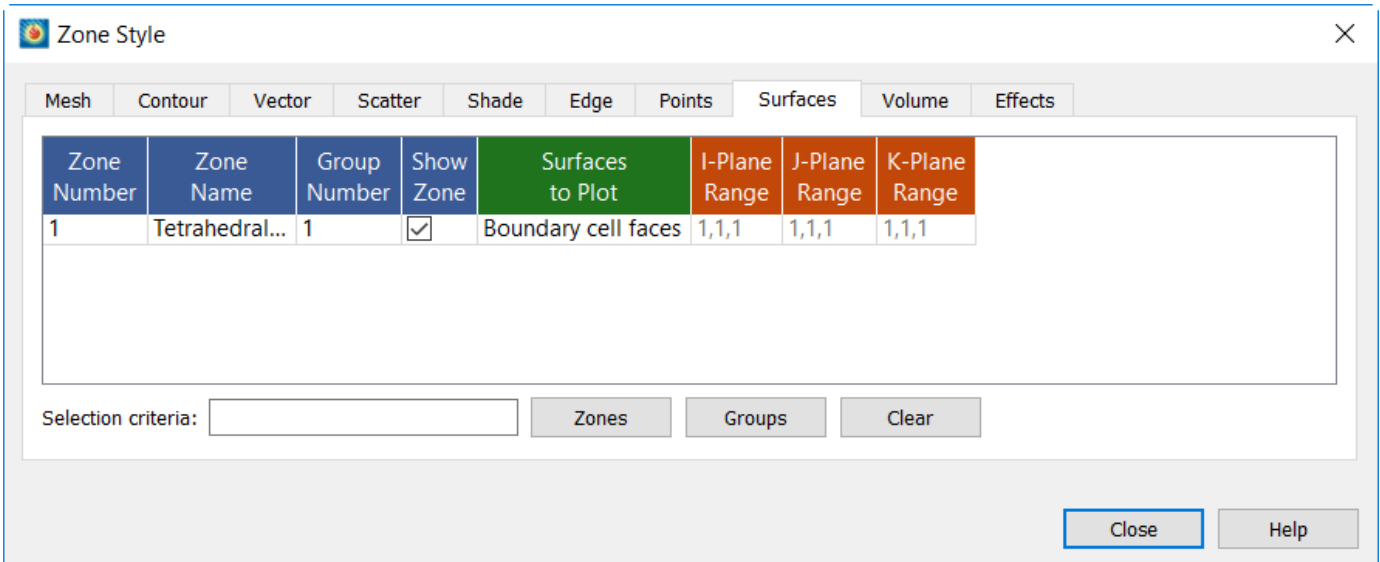 Zone Style
Mesh Contour Vector Scatter Shade Edge Points Surfaces Volume Effects
Zone Zone Group Show Surfaces I-Plane J-Plane K-Plane
Number Name Number Zone to Plot Range Range Range
1 Tetrahedral... 1 Boundary cell faces 1,1,1 1,1,1 1,1,1
Selection criteria: Zones Groups Clear
Close Help